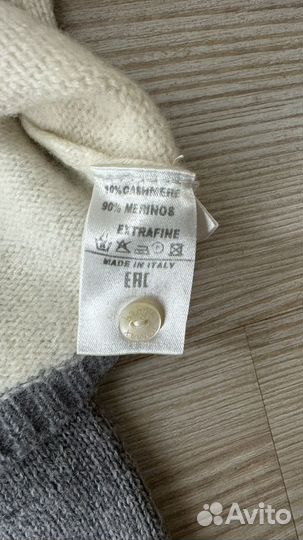 10%CASHMERE
90% MERINOS
EXTRAFINE
MADE IN ITALY
EAC
Avito